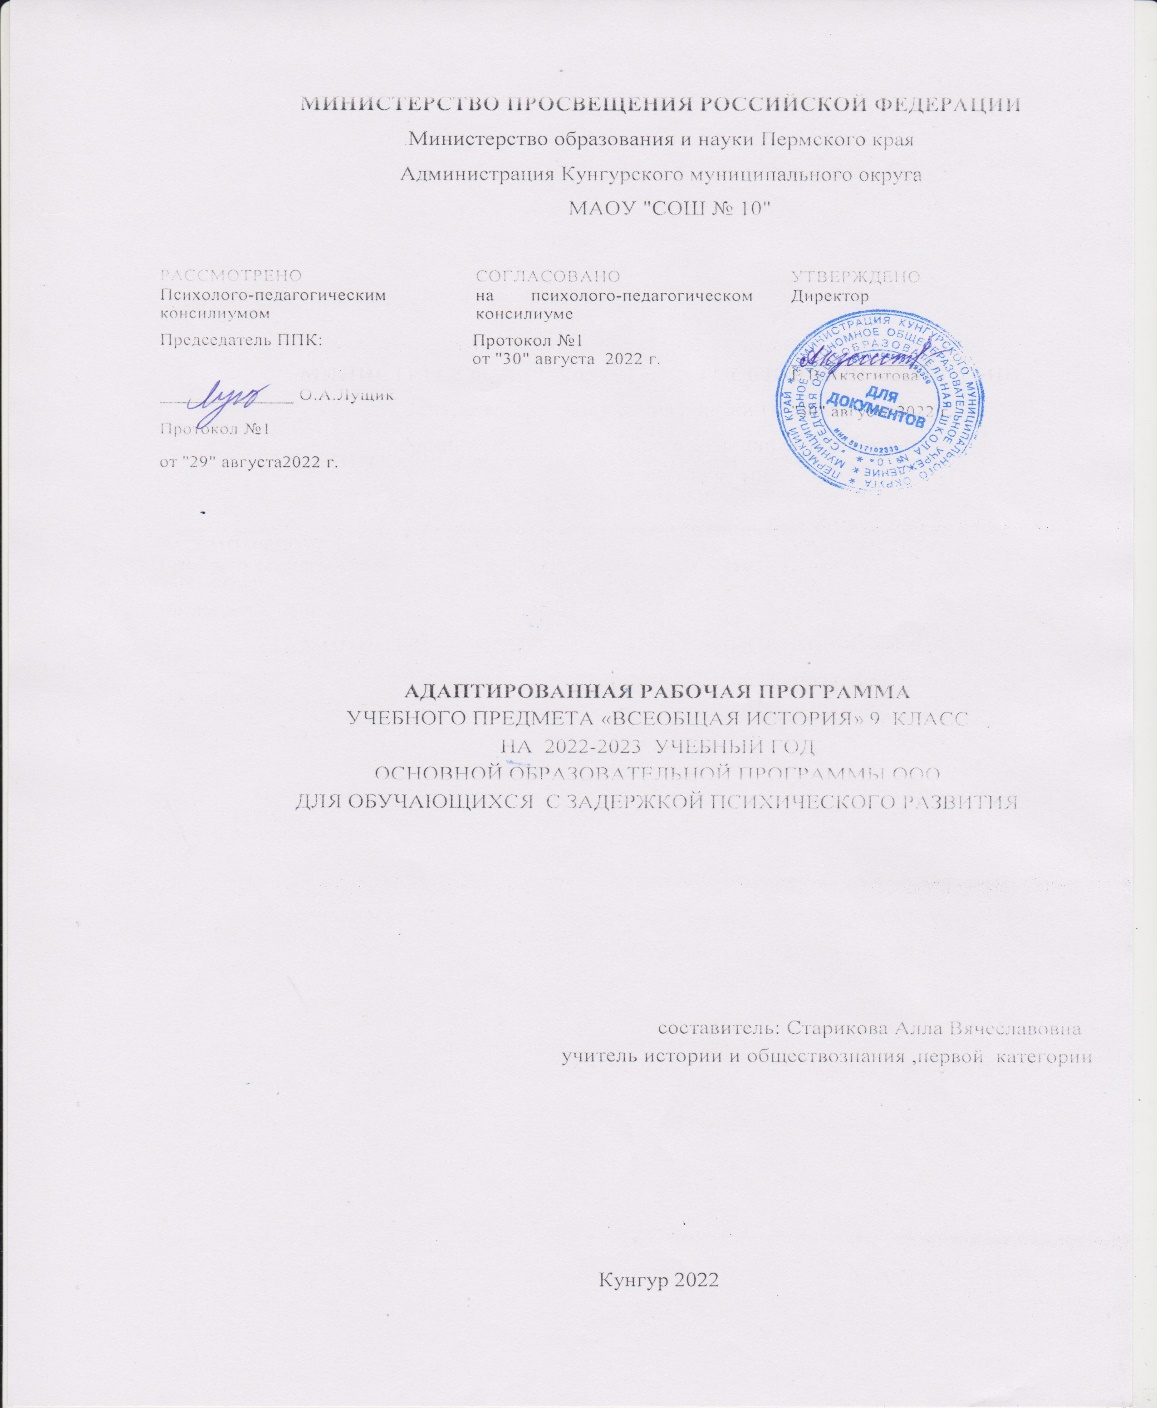 МИНИСТЕРСТВО ПРОСВЕЩЕНИЯ РОССИЙСКОЙ ФЕДЕРАЦИИ
Министерство образования и науки Пермского края
Администрация Кунгурского муниципального округа
МАОУ "СОШ № 10"
РАССМОТРЕНО
Психолого-педагогическим
консилиумом
Председатель ППК:
О.А.Лущик
Протокол №1
от "29" августа2022 г.
СОГЛАСОВАНО
на психолого-педагогическом
консилиуме
Протокол №1
от "30" августа 2022 г.
УТВЕРЖДЕНО
Директор
ДЛЯ
ДОКУМЕНТОВ
АДАПТИРОВАННАЯ РАБОЧАЯ ПРОГРАММА
УЧЕБНОГО ПРЕДМЕТА «ВСЕОБЩАЯ ИСТОРИЯ» 9 КЛАСС
НА 2022-2023 УЧЕБНЫЙ ГОД
ОСНОВНОЙ ОБРАЗОВАТЕЛЬНОЙ ПРОГРАММЫ ООО
ДЛЯ ОБУЧАЮЩИХСЯ С ЗАДЕРЖКОЙ ПСИХИЧЕСКОГО РАЗВИТИЯ
составитель: Старикова Алла Вячеславовна
учитель истории и обществознания ,первой категории
Кунгур 2022